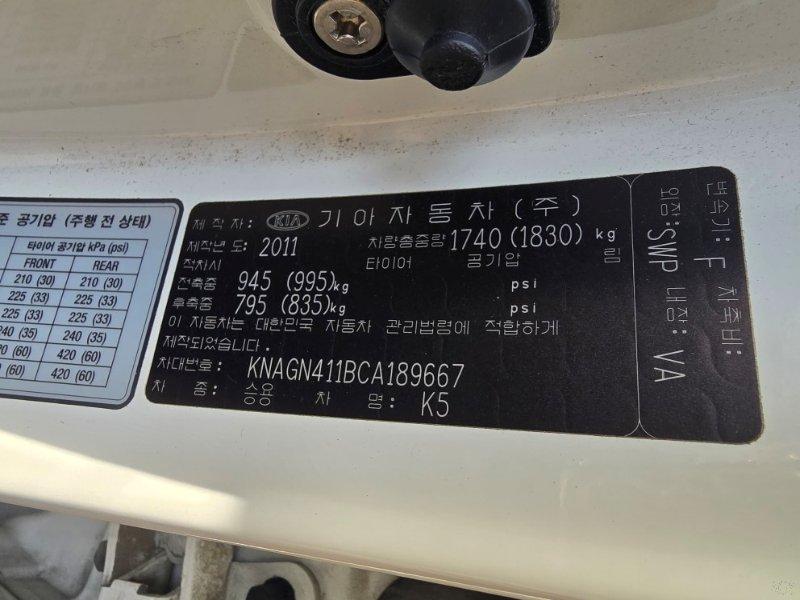 준 공기압 (주행 전 상태)
타이어 공기압 kPa (psi)
FRONT REAR
210 (30) 210 (30)
225 (33) 225 (33)
225 (33) 225 (33)
240 (35) 240 (35)
420 (60) 420 (60)
420 (60) 420 (60)
제 작 자: KIA 기아자동차(주)
제작년 도: 2011 차량총중량 1740 (1830) kg
적차시 타이어 공기압 림
전축중 945 (995)kg psi
후축중 795 (835)kg psi
이 자동차는 대한민국 자동차 관리법령에 적합하게
제작되었습니다.
차대번호: KNAGN411BCA189667
차 종: 승용 차 명: K5
변속기: F 차축비:
외장: SWP 내장: VA